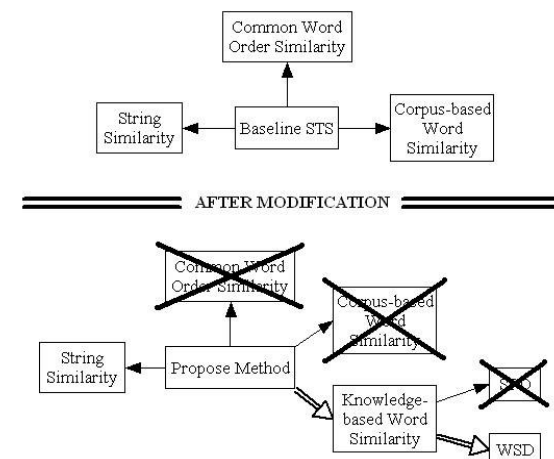 Common Word
Order Similarity
String
Similarity
Baseline STS
Corpus-based
Word
Similarity
AFTER MODIFICATION
Common Word
Order Similarity
Corpus-based
Word
Similarity
String
Similarity
Propose Method
Knowledge-
based Word
Similarity
WSD